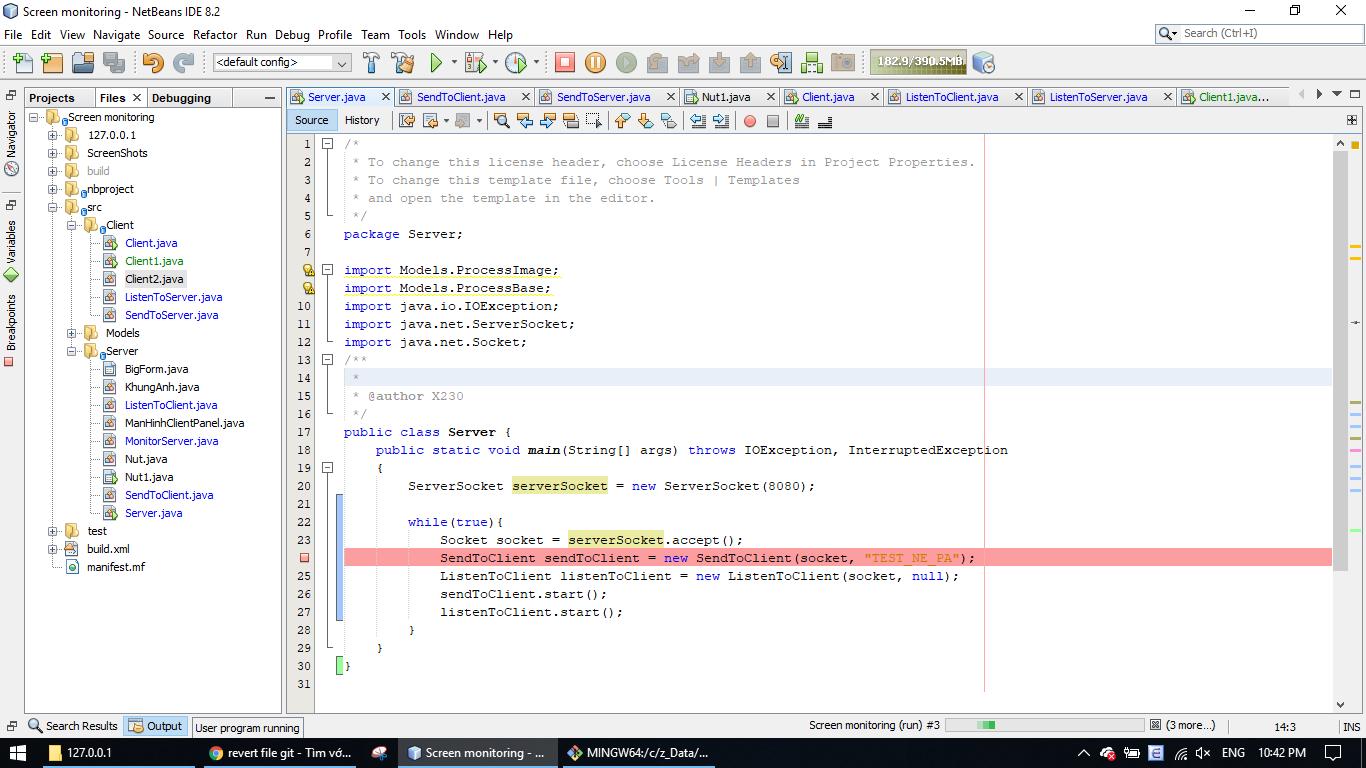 Screen monitoring - NetBeans IDE 8.2
File Edit View Navigate Source Refactor Run Debug Profile Team Tools Window Help
Search (Ctrl+I)
<default config>
182.9/390.5MB
Projects Files Debugging
Server.java SendToClient.java SendToServer.java Nut1.java Client.java ListenToClient.java ListenToServer.java Client1.java...
Source History
Navigator
Variables
Breakpoints
Screen monitoring
127.0.0.1
ScreenShots
build
nbproject
src
Client
Client.java
Client1.java
Client2.java
ListenToServer.java
SendToServer.java
Models
Server
BigForm.java
KhungAnh.java
ListenToClient.java
ManHinhClientPanel.java
MonitorServer.java
Nut.java
Nut1.java
SendToClient.java
Server.java
test
build.xml
manifest.mf
1 /*
2 * To change this license header, choose License Headers in Project Properties.
3 * To change this template file, choose Tools | Templates
4 * and open the template in the editor.
5 */
6 package Server;
7
import Models.ProcessImage;
import Models.ProcessBase;
10 import java.io.IOException;
11 import java.net.ServerSocket;
12 import java.net.Socket;
13 /**
14 *
15 * @author X230
16 */
17 public class Server {
18 public static void main(String[] args) throws IOException, InterruptedException
19 {
20 ServerSocket serverSocket = new ServerSocket(8080);
21
22 while(true){
23 Socket socket = serverSocket.accept();
SendToClient sendToClient = new SendToClient(socket, "TEST_NE_PA");
25 ListenToClient listenToClient = new ListenToClient(socket, null);
26 sendToClient.start();
27 listenToClient.start();
28 }
29 }
30 }
31
Search Results Output User program running
Screen monitoring (run) #3 (3 more...) 14:3 INS
127.0.0.1 revert file git - Tìm vớ... Screen monitoring - ... MINGW64:/c/z_Data/... ENG 10:42 PM